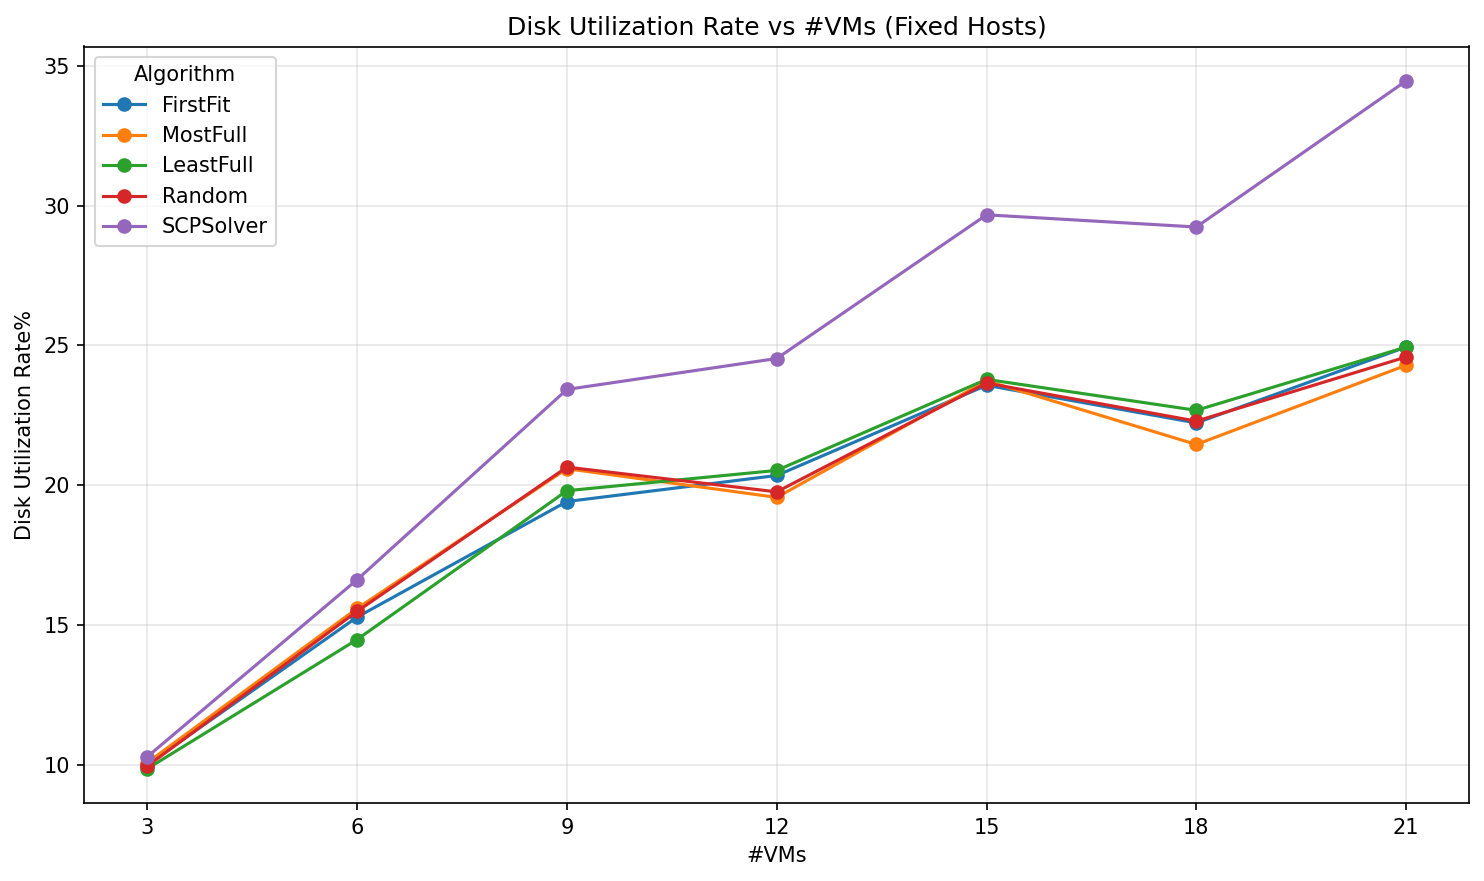 Disk Utilization Rate vs #VMs (Fixed Hosts)
Algorithm
FirstFit
MostFull
LeastFull
Random
SCPSolver
Disk Utilization Rate%
35
30
25
20
15
10
3 6 9 12 15 18 21
#VMs